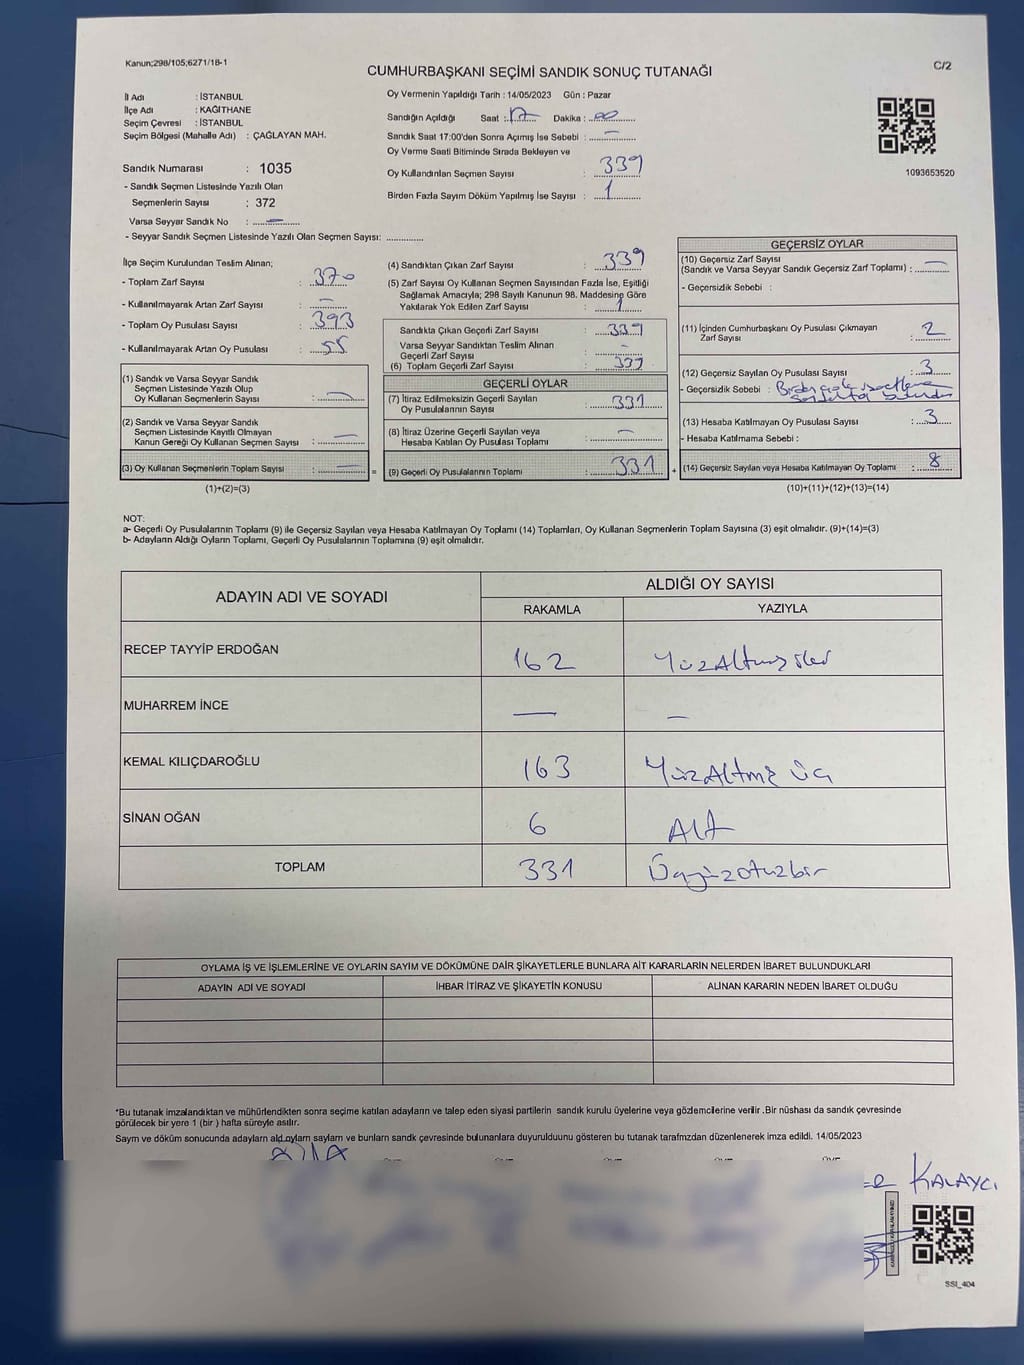 Kanun;298/105;6271/18-1
CUMHURBAŞKANI SEÇİMİ SANDIK SONUÇ TUTANAĞI
C/2
İl Adı : İSTANBUL
İlçe Adı : KAĞITHANE
Seçim Çevresi : İSTANBUL
Seçim Bölgesi (Mahalle Adı) : ÇAĞLAYAN MAH.
Sandık Numarası : 1035
- Sandık Seçmen Listesinde Yazılı Olan
Seçmenlerin Sayısı : 372
Varsa Seyyar Sandık No : —
- Seyyar Sandık Seçmen Listesinde Yazılı Olan Seçmen Sayısı: ..............
Oy Vermenin Yapıldığı Tarih : 14/05/2023 Gün : Pazar
Sandığın Açıldığı Saat : 17 Dakika : 00
Sandık Saat 17:00'den Sonra Açımış İse Sebebi : —
Oy Verme Saati Bitiminde Sırada Bekleyen ve
Oy Kullandırılan Seçmen Sayısı : 339
Birden Fazla Sayım Döküm Yapılmış İse Sayısı : 1
1093653520
İlçe Seçim Kurulundan Teslim Alınan;
- Toplam Zarf Sayısı : 370
- Kullanılmayarak Artan Zarf Sayısı : —
- Toplam Oy Pusulası Sayısı : 393
- Kullanılmayarak Artan Oy Pusulası : 55
(1) Sandık ve Varsa Seyyar Sandık
Seçmen Listesinde Yazılı Olup
Oy Kullanan Seçmenlerin Sayısı : —
(2) Sandık ve Varsa Seyyar Sandık
Seçmen Listesinde Kayıtlı Olmayan
Kanun Gereği Oy Kullanan Seçmen Sayısı : —
(3) Oy Kullanan Seçmenlerin Toplam Sayısı : — =
(1)+(2)=(3)
(4) Sandıktan Çıkan Zarf Sayısı : 339
(5) Zarf Sayısı Oy Kullanan Seçmen Sayısından Fazla İse, Eşitliği
Sağlamak Amacıyla; 298 Sayılı Kanunun 98. Maddesine Göre
Yakılarak Yok Edilen Zarf Sayısı : 1
Sandıkta Çıkan Geçerli Zarf Sayısı : 339
Varsa Seyyar Sandıktan Teslim Alınan
Geçerli Zarf Sayısı : —
(6) Toplam Geçerli Zarf Sayısı : 339
GEÇERLİ OYLAR
(7) İtiraz Edilmeksizin Geçerli Sayılan
Oy Pusulalarının Sayısı : 331
(8) İtiraz Üzerine Geçerli Sayılan veya
Hesaba Katılan Oy Pusulası Toplamı : —
(9) Geçerli Oy Pusulalarının Toplamı : 331 +
GEÇERSİZ OYLAR
(10) Geçersiz Zarf Sayısı
(Sandık ve Varsa Seyyar Sandık Geçersiz Zarf Toplamı) : —
- Geçersizlik Sebebi :
(11) İçinden Cumhurbaşkanı Oy Pusulası Çıkmayan
Zarf Sayısı : 2
(12) Geçersiz Sayılan Oy Pusulası Sayısı : 3
- Geçersizlik Sebebi :
(13) Hesaba Katılmayan Oy Pusulası Sayısı : 3
- Hesaba Katılmama Sebebi :
(14) Geçersiz Sayılan veya Hesaba Katılmayan Oy Toplamı : 8
(10)+(11)+(12)+(13)=(14)
NOT:
a- Geçerli Oy Pusulalarının Toplamı (9) ile Geçersiz Sayılan veya Hesaba Katılmayan Oy Toplamı (14) Toplamları, Oy Kullanan Seçmenlerin Toplam Sayısına (3) eşit olmalıdır. (9)+(14)=(3)
b- Adayların Aldığı Oyların Toplamı, Geçerli Oy Pusulalarının Toplamına (9) eşit olmalıdır.
ADAYIN ADI VE SOYADI ALDIĞI OY SAYISI
RAKAMLA YAZIYLA
RECEP TAYYİP ERDOĞAN 162 YüzAltmışiki
MUHARREM İNCE — —
KEMAL KILIÇDAROĞLU 163 YüzAltmış üç
SİNAN OĞAN 6 Altı
TOPLAM 331 Üçyüzotuzbir
OYLAMA İŞ VE İŞLEMLERİNE VE OYLARIN SAYIM VE DÖKÜMÜNE DAİR ŞİKAYETLERLE BUNLARA AİT KARARLARIN NELERDEN İBARET BULUNDUKLARI
ADAYIN ADI VE SOYADI İHBAR İTİRAZ VE ŞİKAYETİN KONUSU ALINAN KARARIN NEDEN İBARET OLDUĞU
*Bu tutanak imzalandıktan ve mühürlendikten sonra seçime katılan adayların ve talep eden siyasi partilerin sandık kurulu üyelerine veya gözlemcilerine verilir .Bir nüshası da sandık çevresinde
görülecek bir yere 1 (bir ) hafta süreyle asılır.
Sayım ve döküm sonucunda adayların ald oyların sayların ve bunların sandk çevresinde bulunanlara duyurulduunu gösteren bu tutanak tarafmzdan düzenlenerek imza edildi. 14/05/2023
KALAYCI
SSI_404